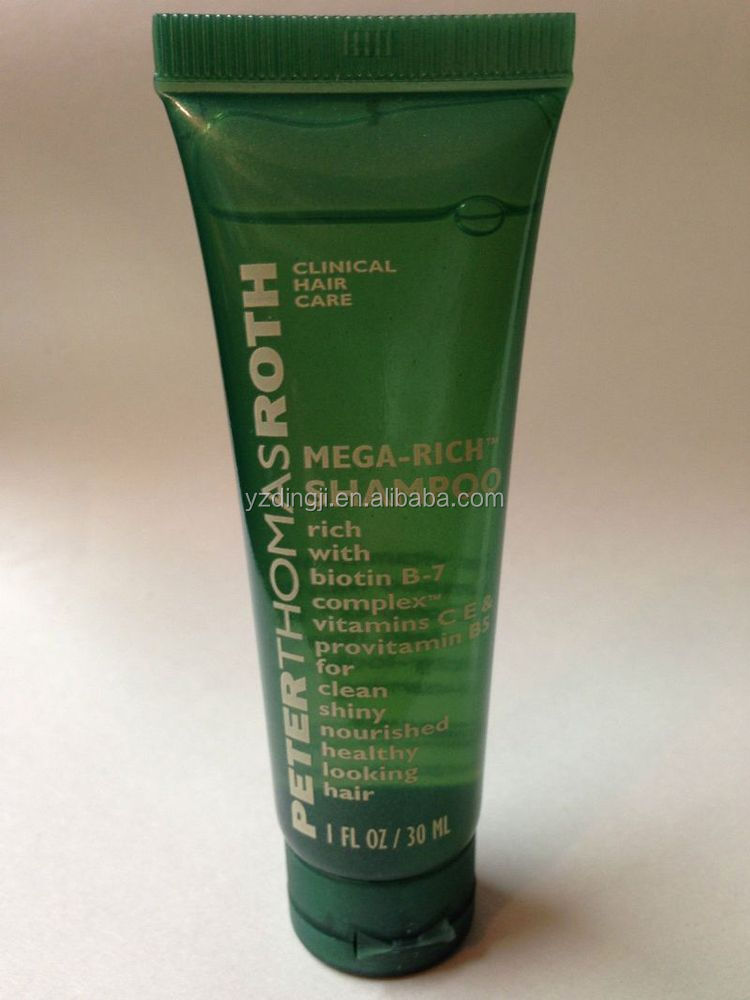 PETERTHOMASROTH
CLINICAL
HAIR
CARE
MEGA-RICH™
SHAMPOO
yzdingji.en.alibaba.com
rich
with
biotin B-7
complex™
vitamins C E &
provitamin B5
for
clean
shiny
nourished
healthy
looking
hair
1 FL OZ / 30 ML